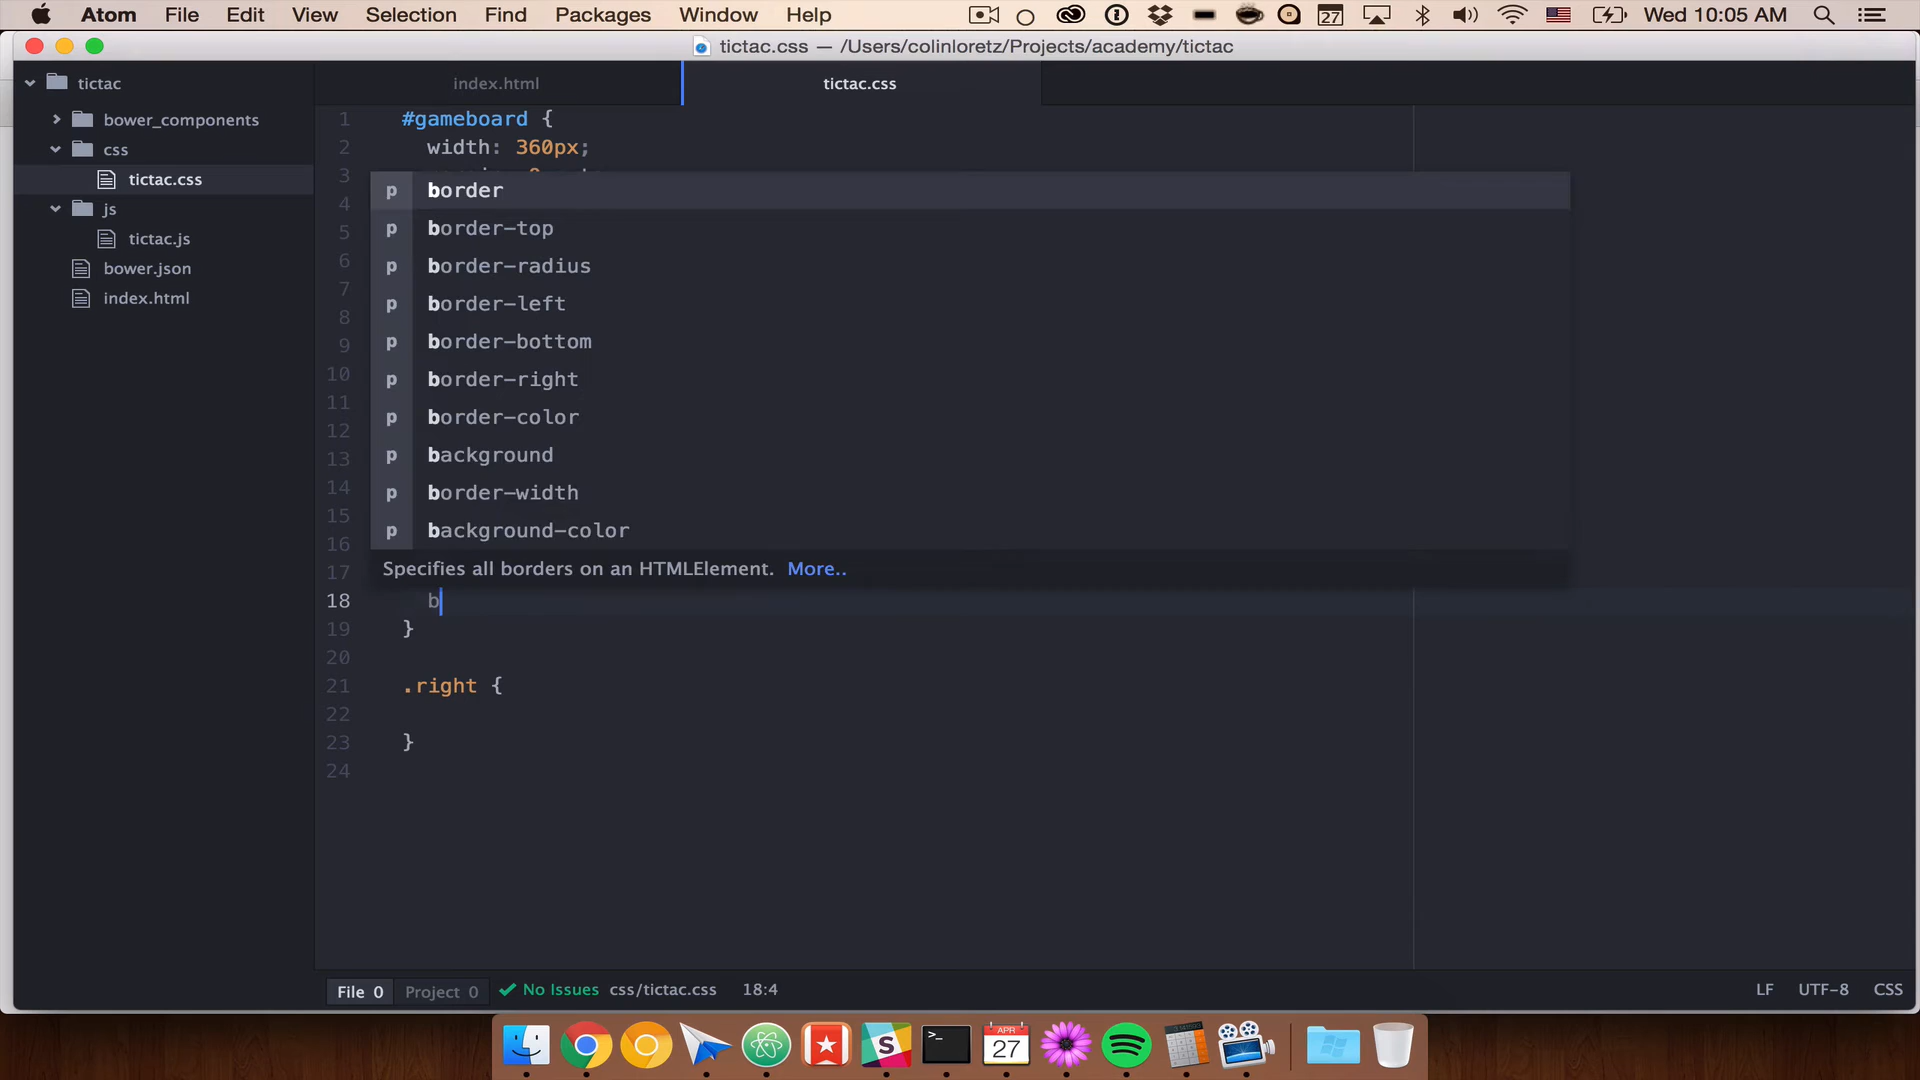 Atom File Edit View Selection Find Packages Window Help 27 Wed 10:05 AM
tictac.css — /Users/colinloretz/Projects/academy/tictac
tictac
index.html
tictac.css
bower_components
css
tictac.css
js
tictac.js
bower.json
index.html
1 #gameboard {
2 width: 360px;
3
4
5
6
7
8
9
10
11
12
13
14
15
16
17
p border
p border-top
p border-radius
p border-left
p border-bottom
p border-right
p border-color
p background
p border-width
p background-color
Specifies all borders on an HTMLElement. More..
18 b
19 }
20
21 .right {
22
23 }
24
File 0 Project 0 No Issues css/tictac.css 18:4 LF UTF-8 CSS
APR
27